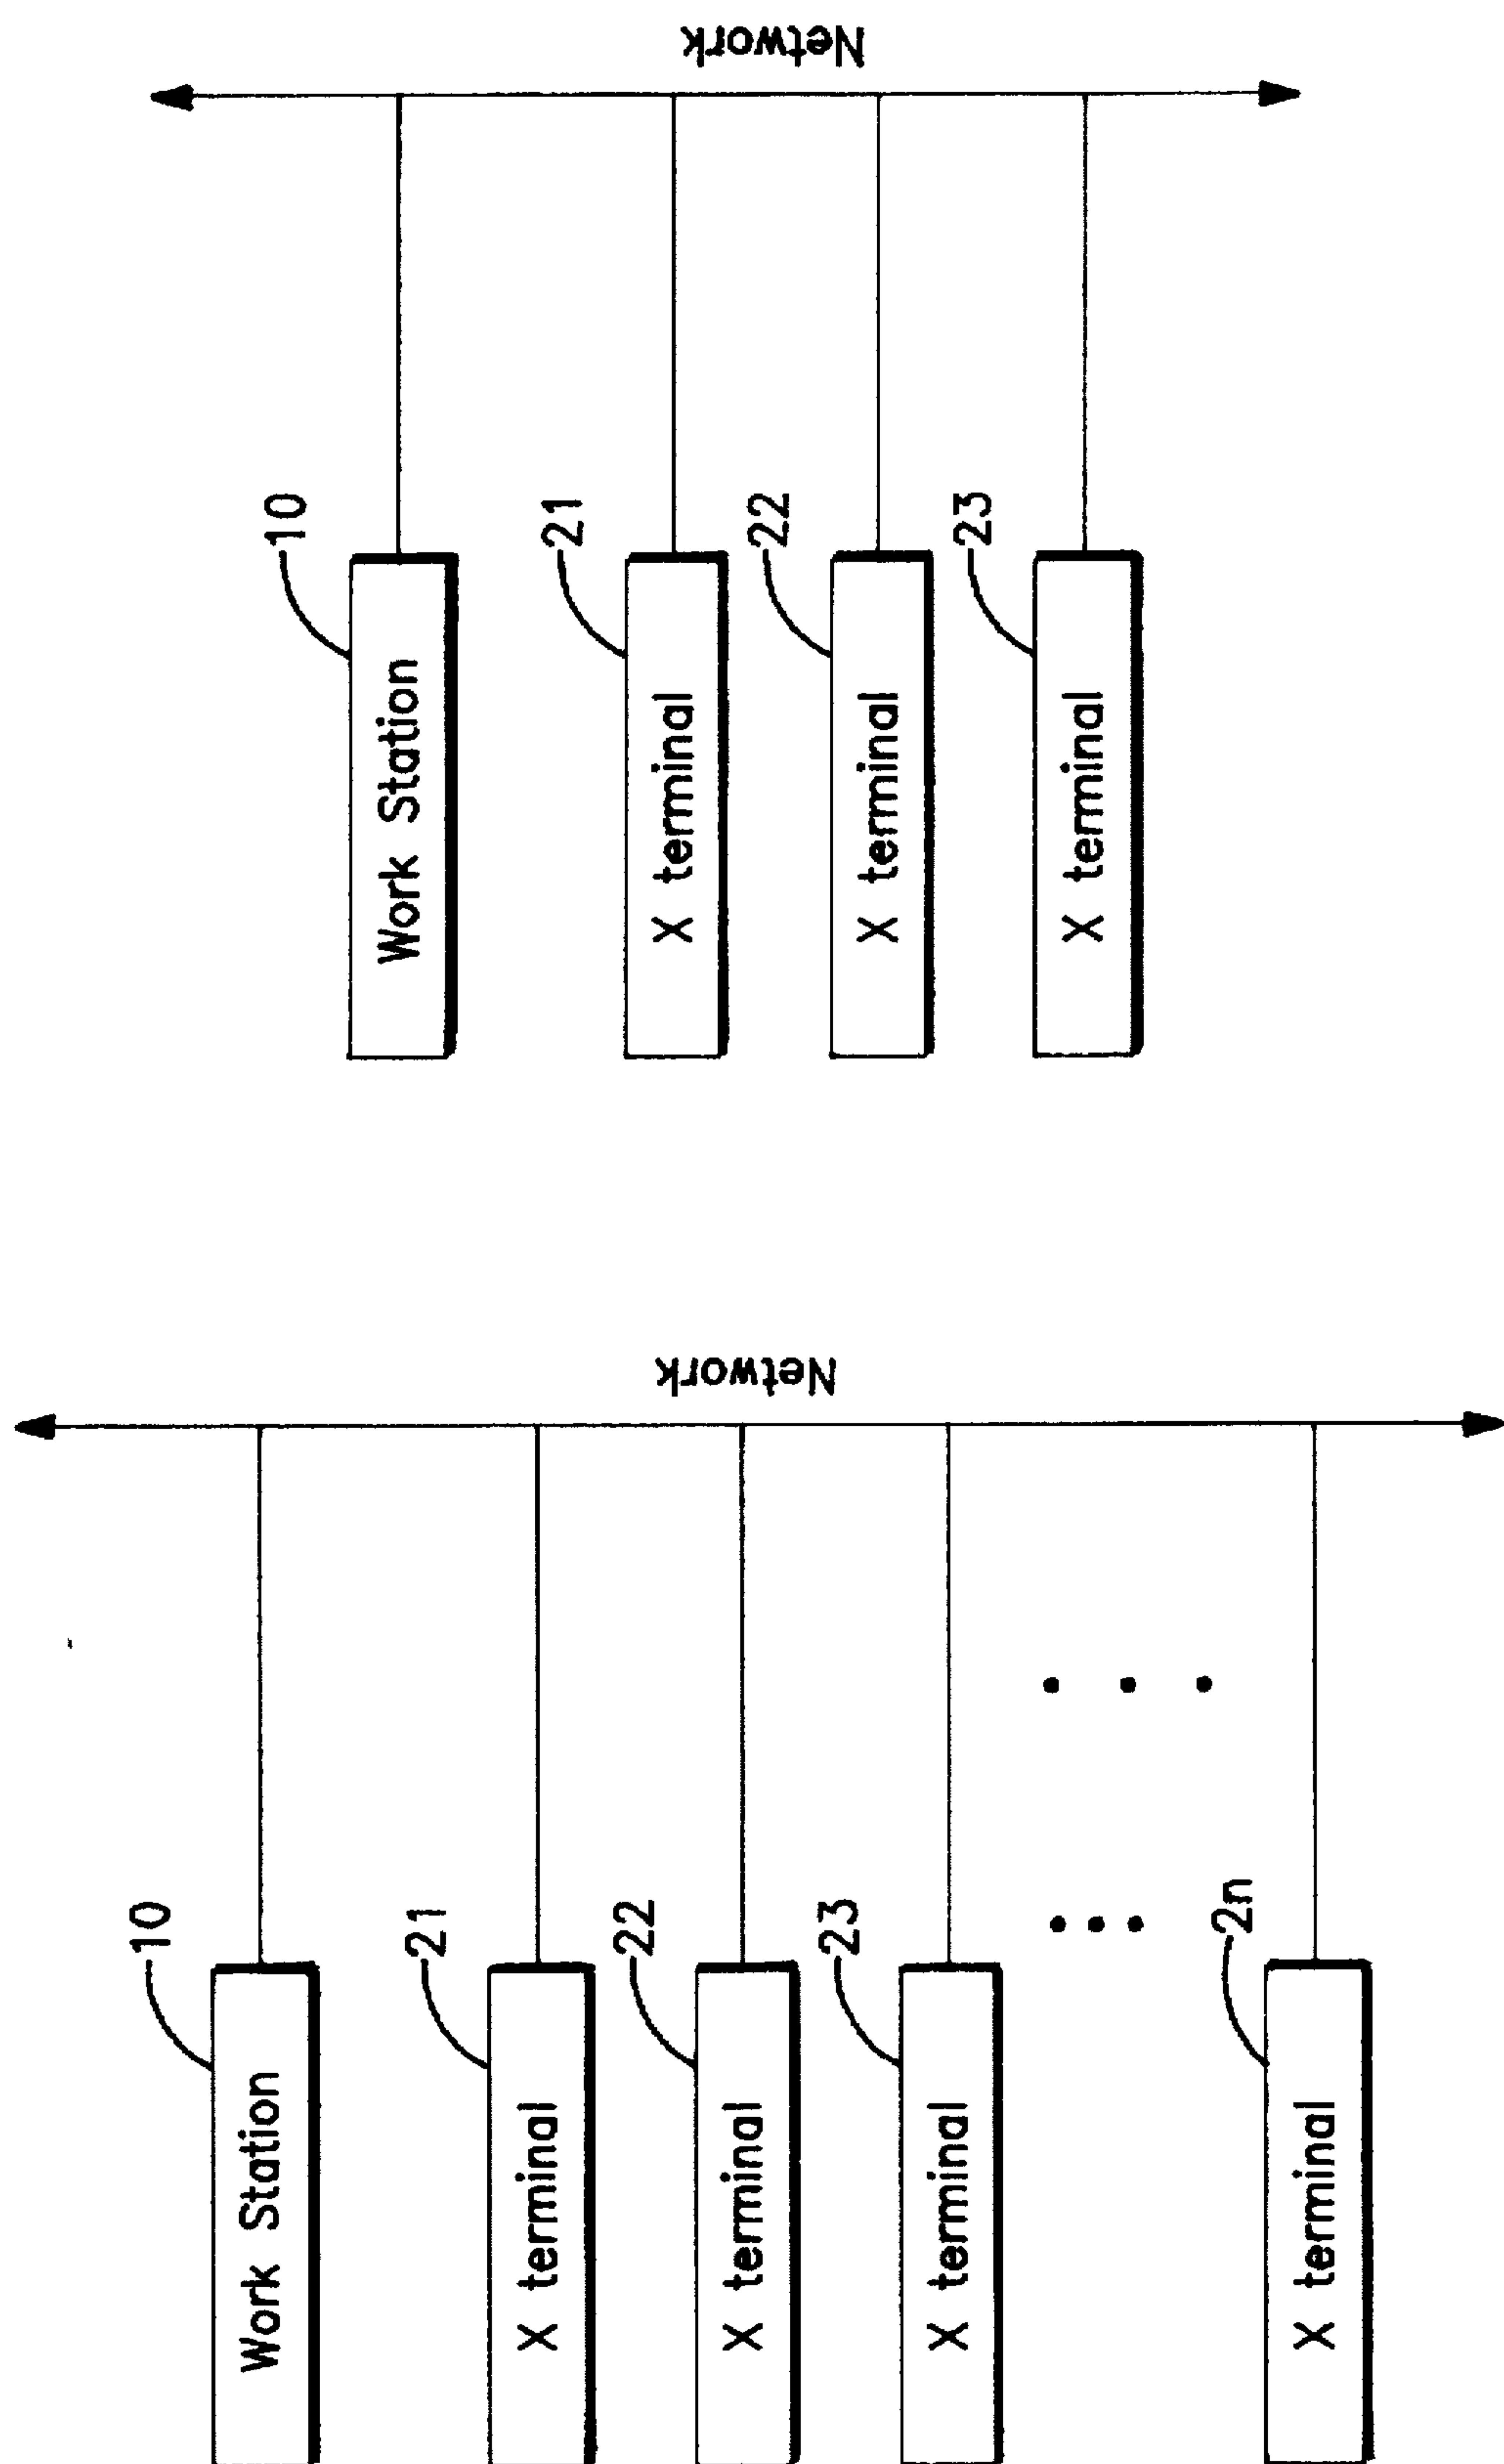 10
Work Station
21
X terminal
22
X terminal
23
X terminal
2n
X terminal
Network
10
Work Station
21
X terminal
22
X terminal
23
X terminal
Network